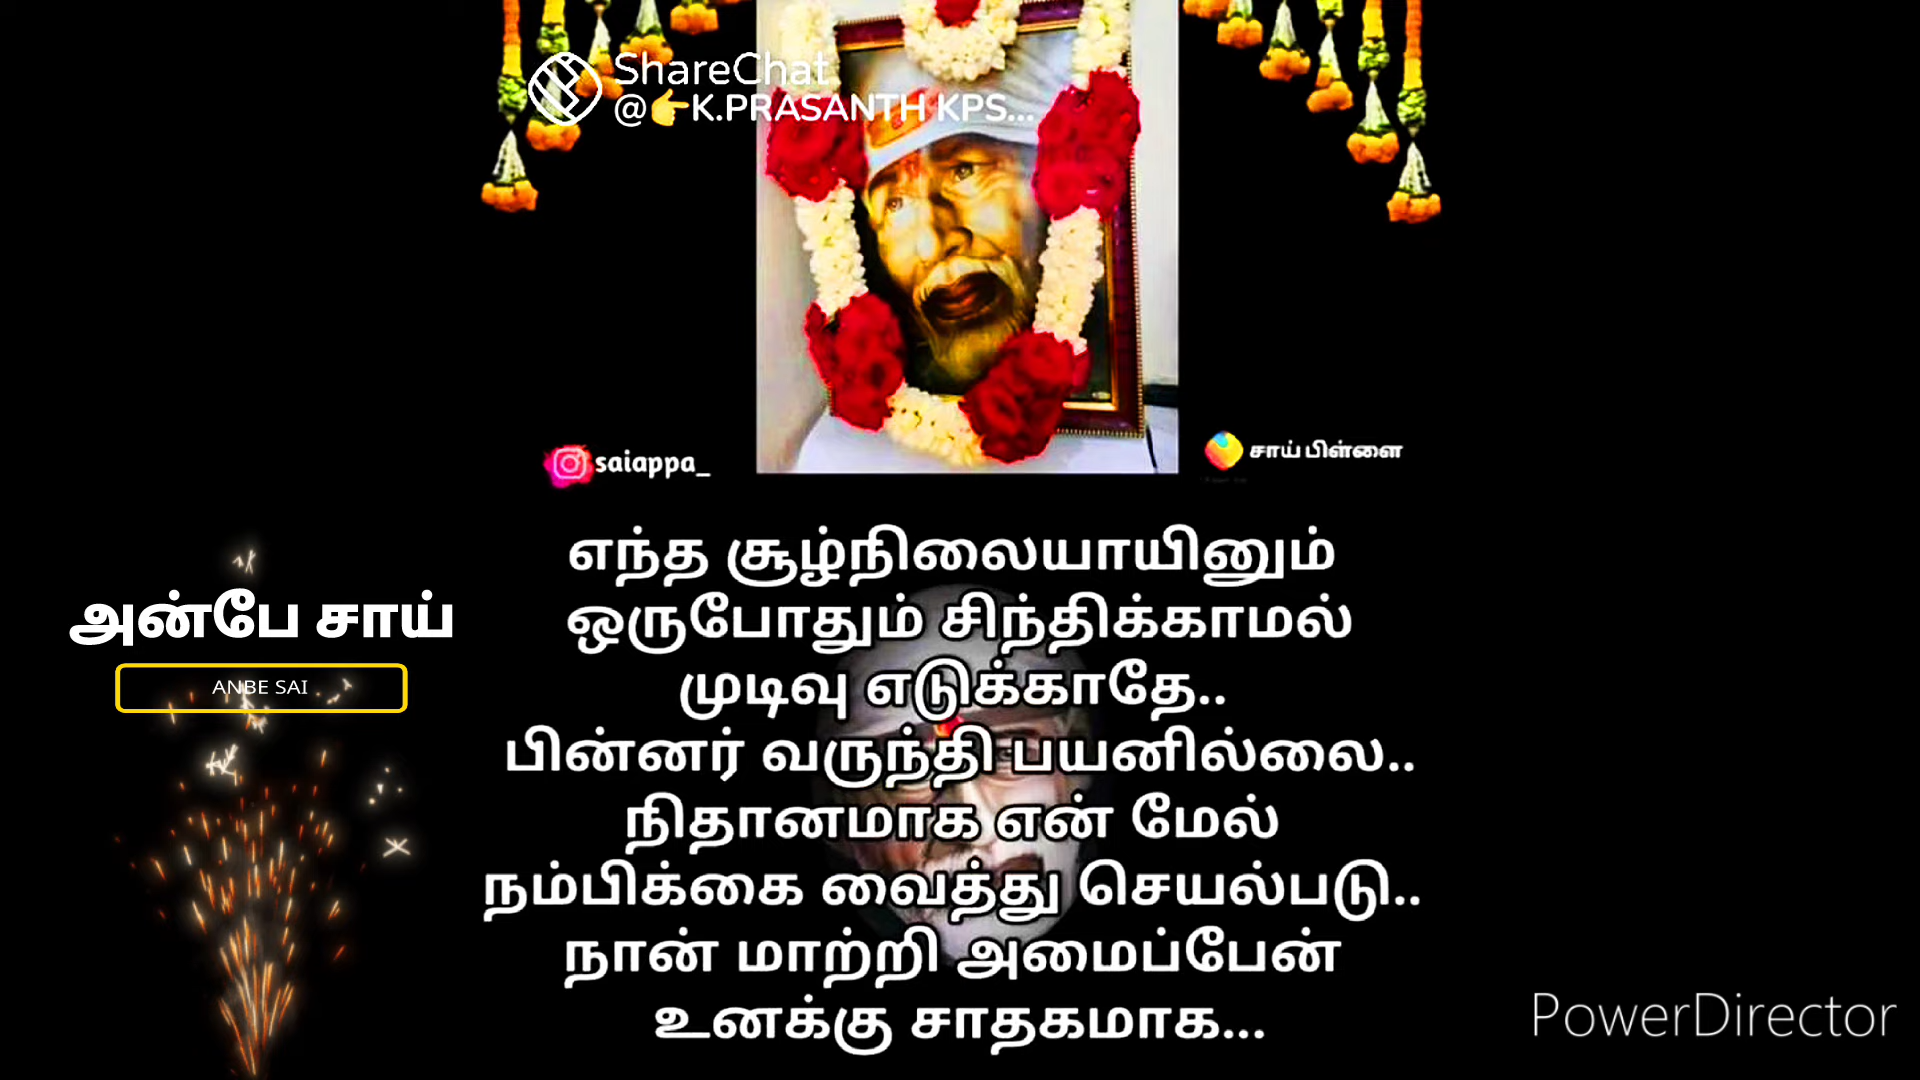 ShareChat
@👉K.PRASANTH KPS...
saiappa_
சாய் பிள்ளை
எந்த சூழ்நிலையாயினும்
ஒருபோதும் சிந்திக்காமல்
முடிவு எடுக்காதே..
பின்னர் வருந்தி பயனில்லை..
நிதானமாக என் மேல்
நம்பிக்கை வைத்து செயல்படு..
நான் மாற்றி அமைப்பேன்
உனக்கு சாதகமாக...
அன்பே சாய்
ANBE SAI
PowerDirector